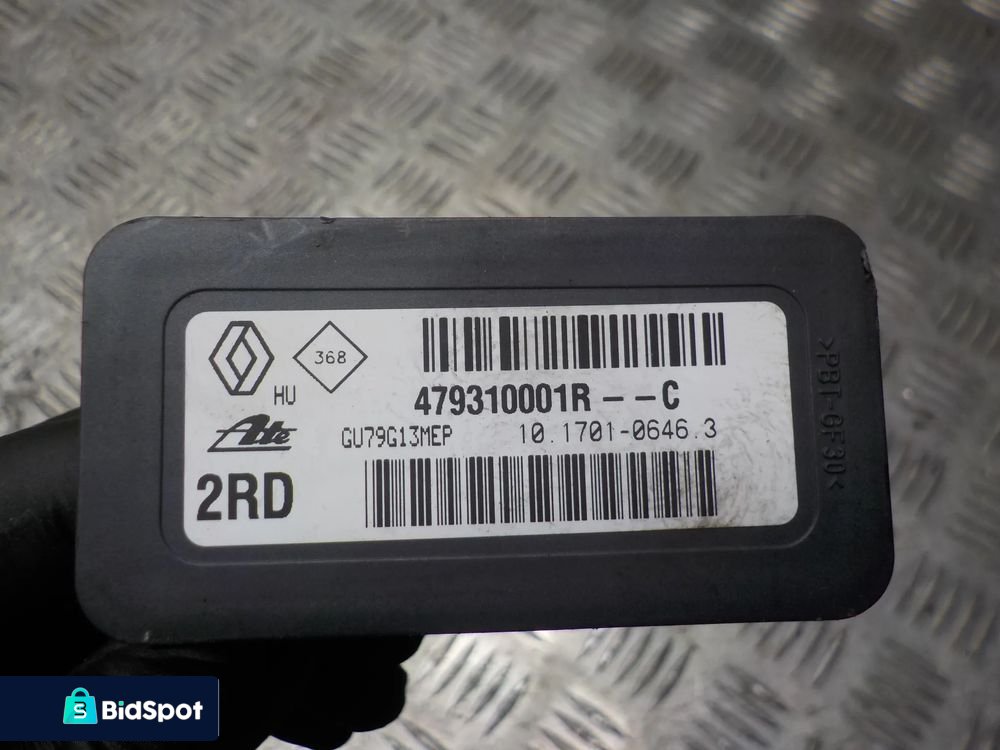 368
HU
479310001R--C
Ate
GU79G13MEP 10.1701-0646.3
2RD
>PBT-GF30<
BidSpot